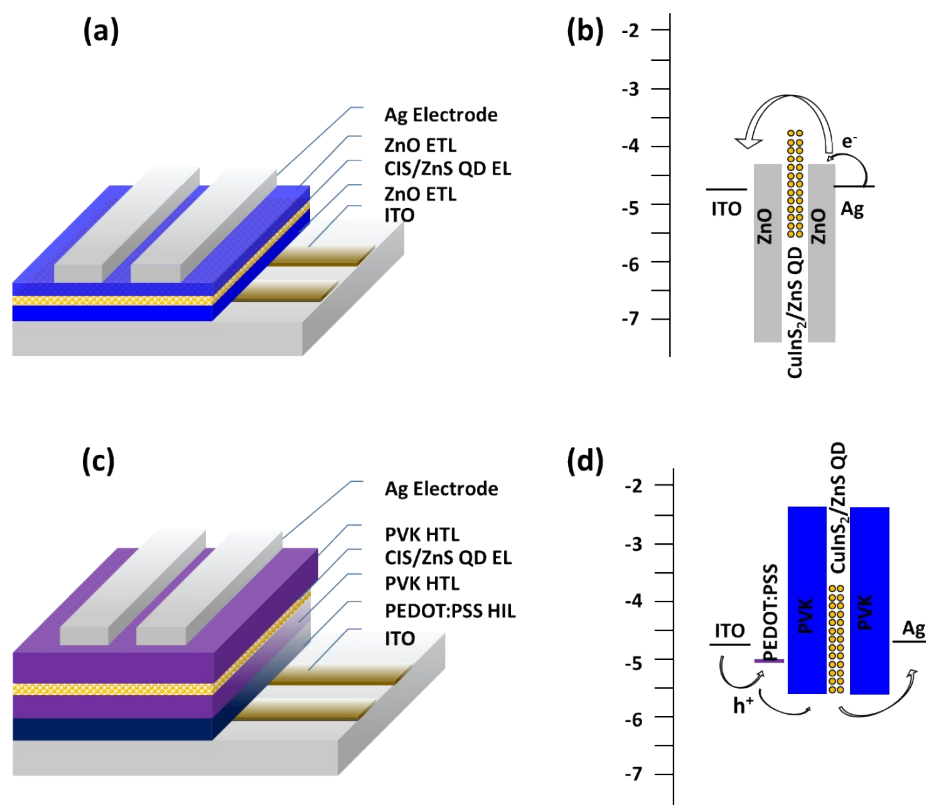 (a)
Ag Electrode
ZnO ETL
CIS/ZnS QD EL
ZnO ETL
ITO
(b)
-2
-3
-4
-5
-6
-7
e-
ITO
ZnO
CuInS₂/ZnS QD
ZnO
Ag
(c)
Ag Electrode
PVK HTL
CIS/ZnS QD EL
PVK HTL
PEDOT:PSS HIL
ITO
(d)
-2
-3
-4
-5
-6
-7
ITO
h+
PEDOT:PSS
PVK
CuInS₂/ZnS QD
PVK
Ag